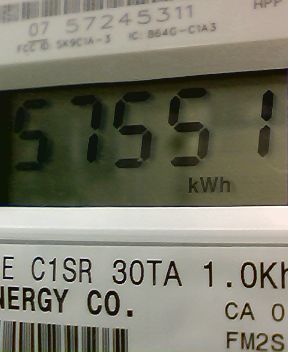 HPP
07 57245311
FCC ID: SK9C1A-3 IC: 864G-C1A3
57551
kWh
E C1SR 30TA 1.0Kh
NERGY CO.
CA 0
FM2S